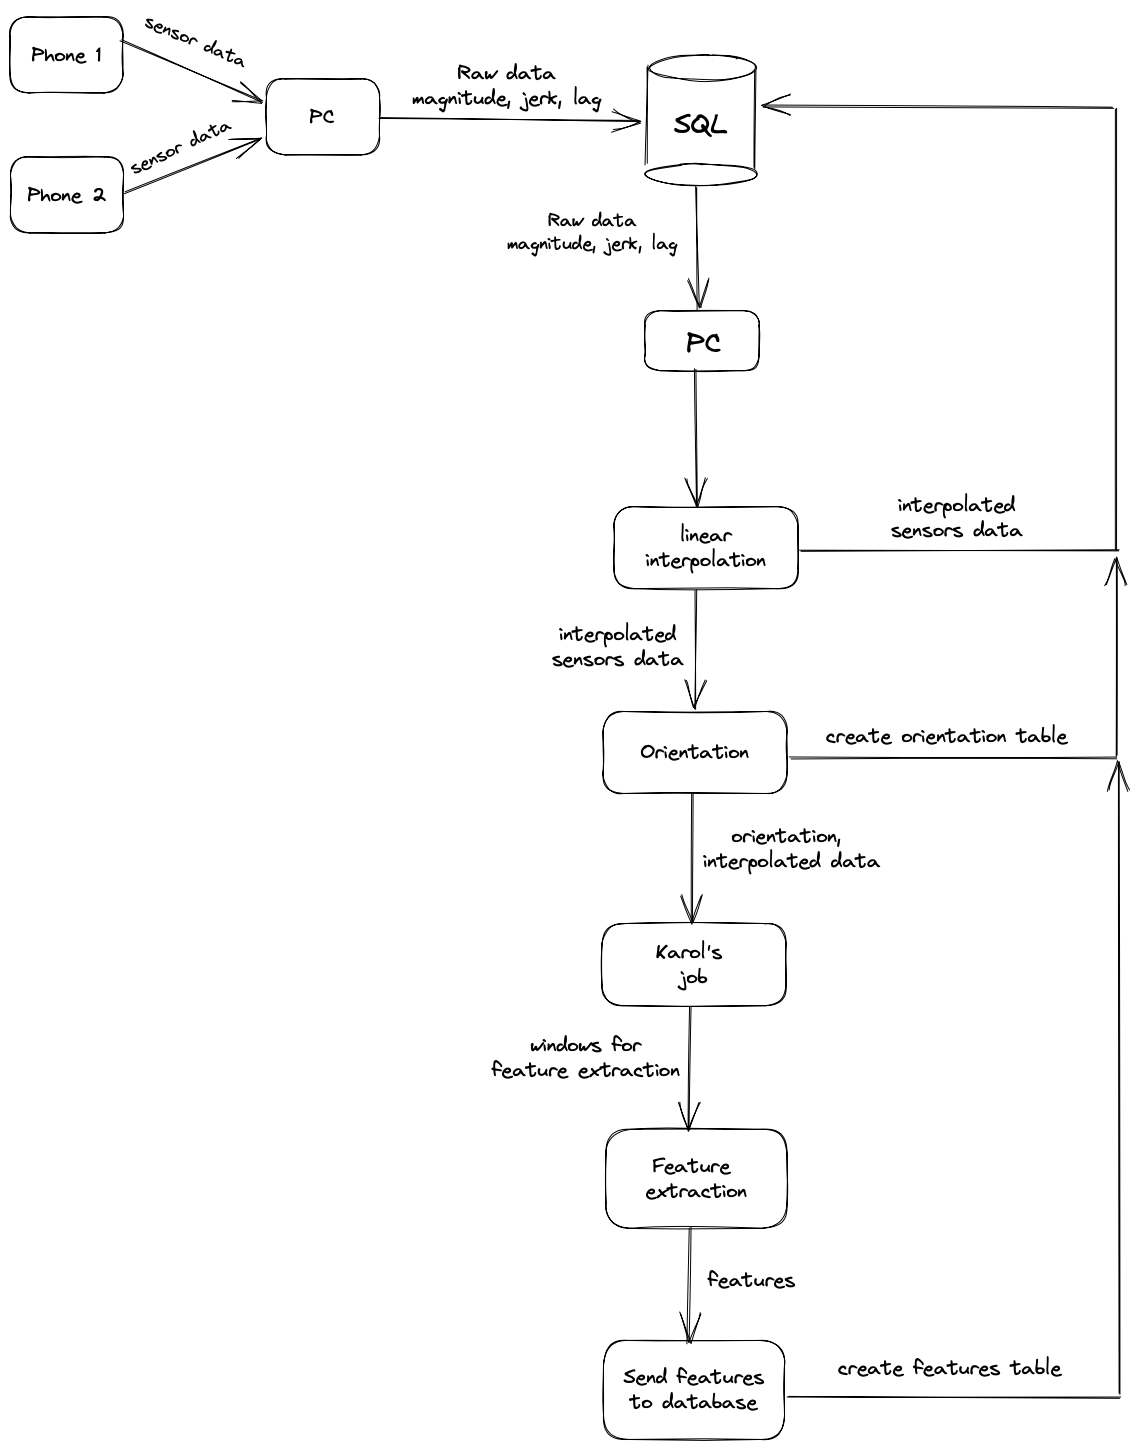 sensor data
Phone 1
PC
sensor data
Phone 2
Raw data
magnitude, jerk, lag
SQL
Raw data
magnitude, jerk, lag
PC
linear
interpolation
interpolated
sensors data
interpolated
sensors data
Orientation
create orientation table
orientation,
interpolated data
Karol's
job
windows for
feature extraction
Feature
extraction
features
Send features
to database
create features table